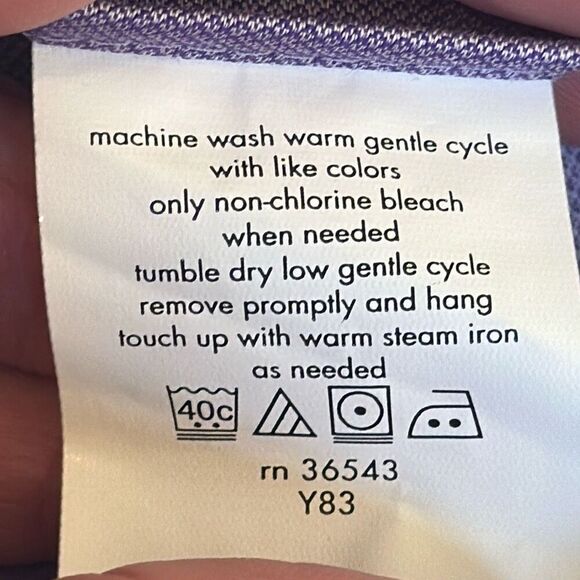 machine wash warm gentle cycle
with like colors
only non-chlorine bleach
when needed
tumble dry low gentle cycle
remove promptly and hang
touch up with warm steam iron
as needed
40c
rn 36543
Y83